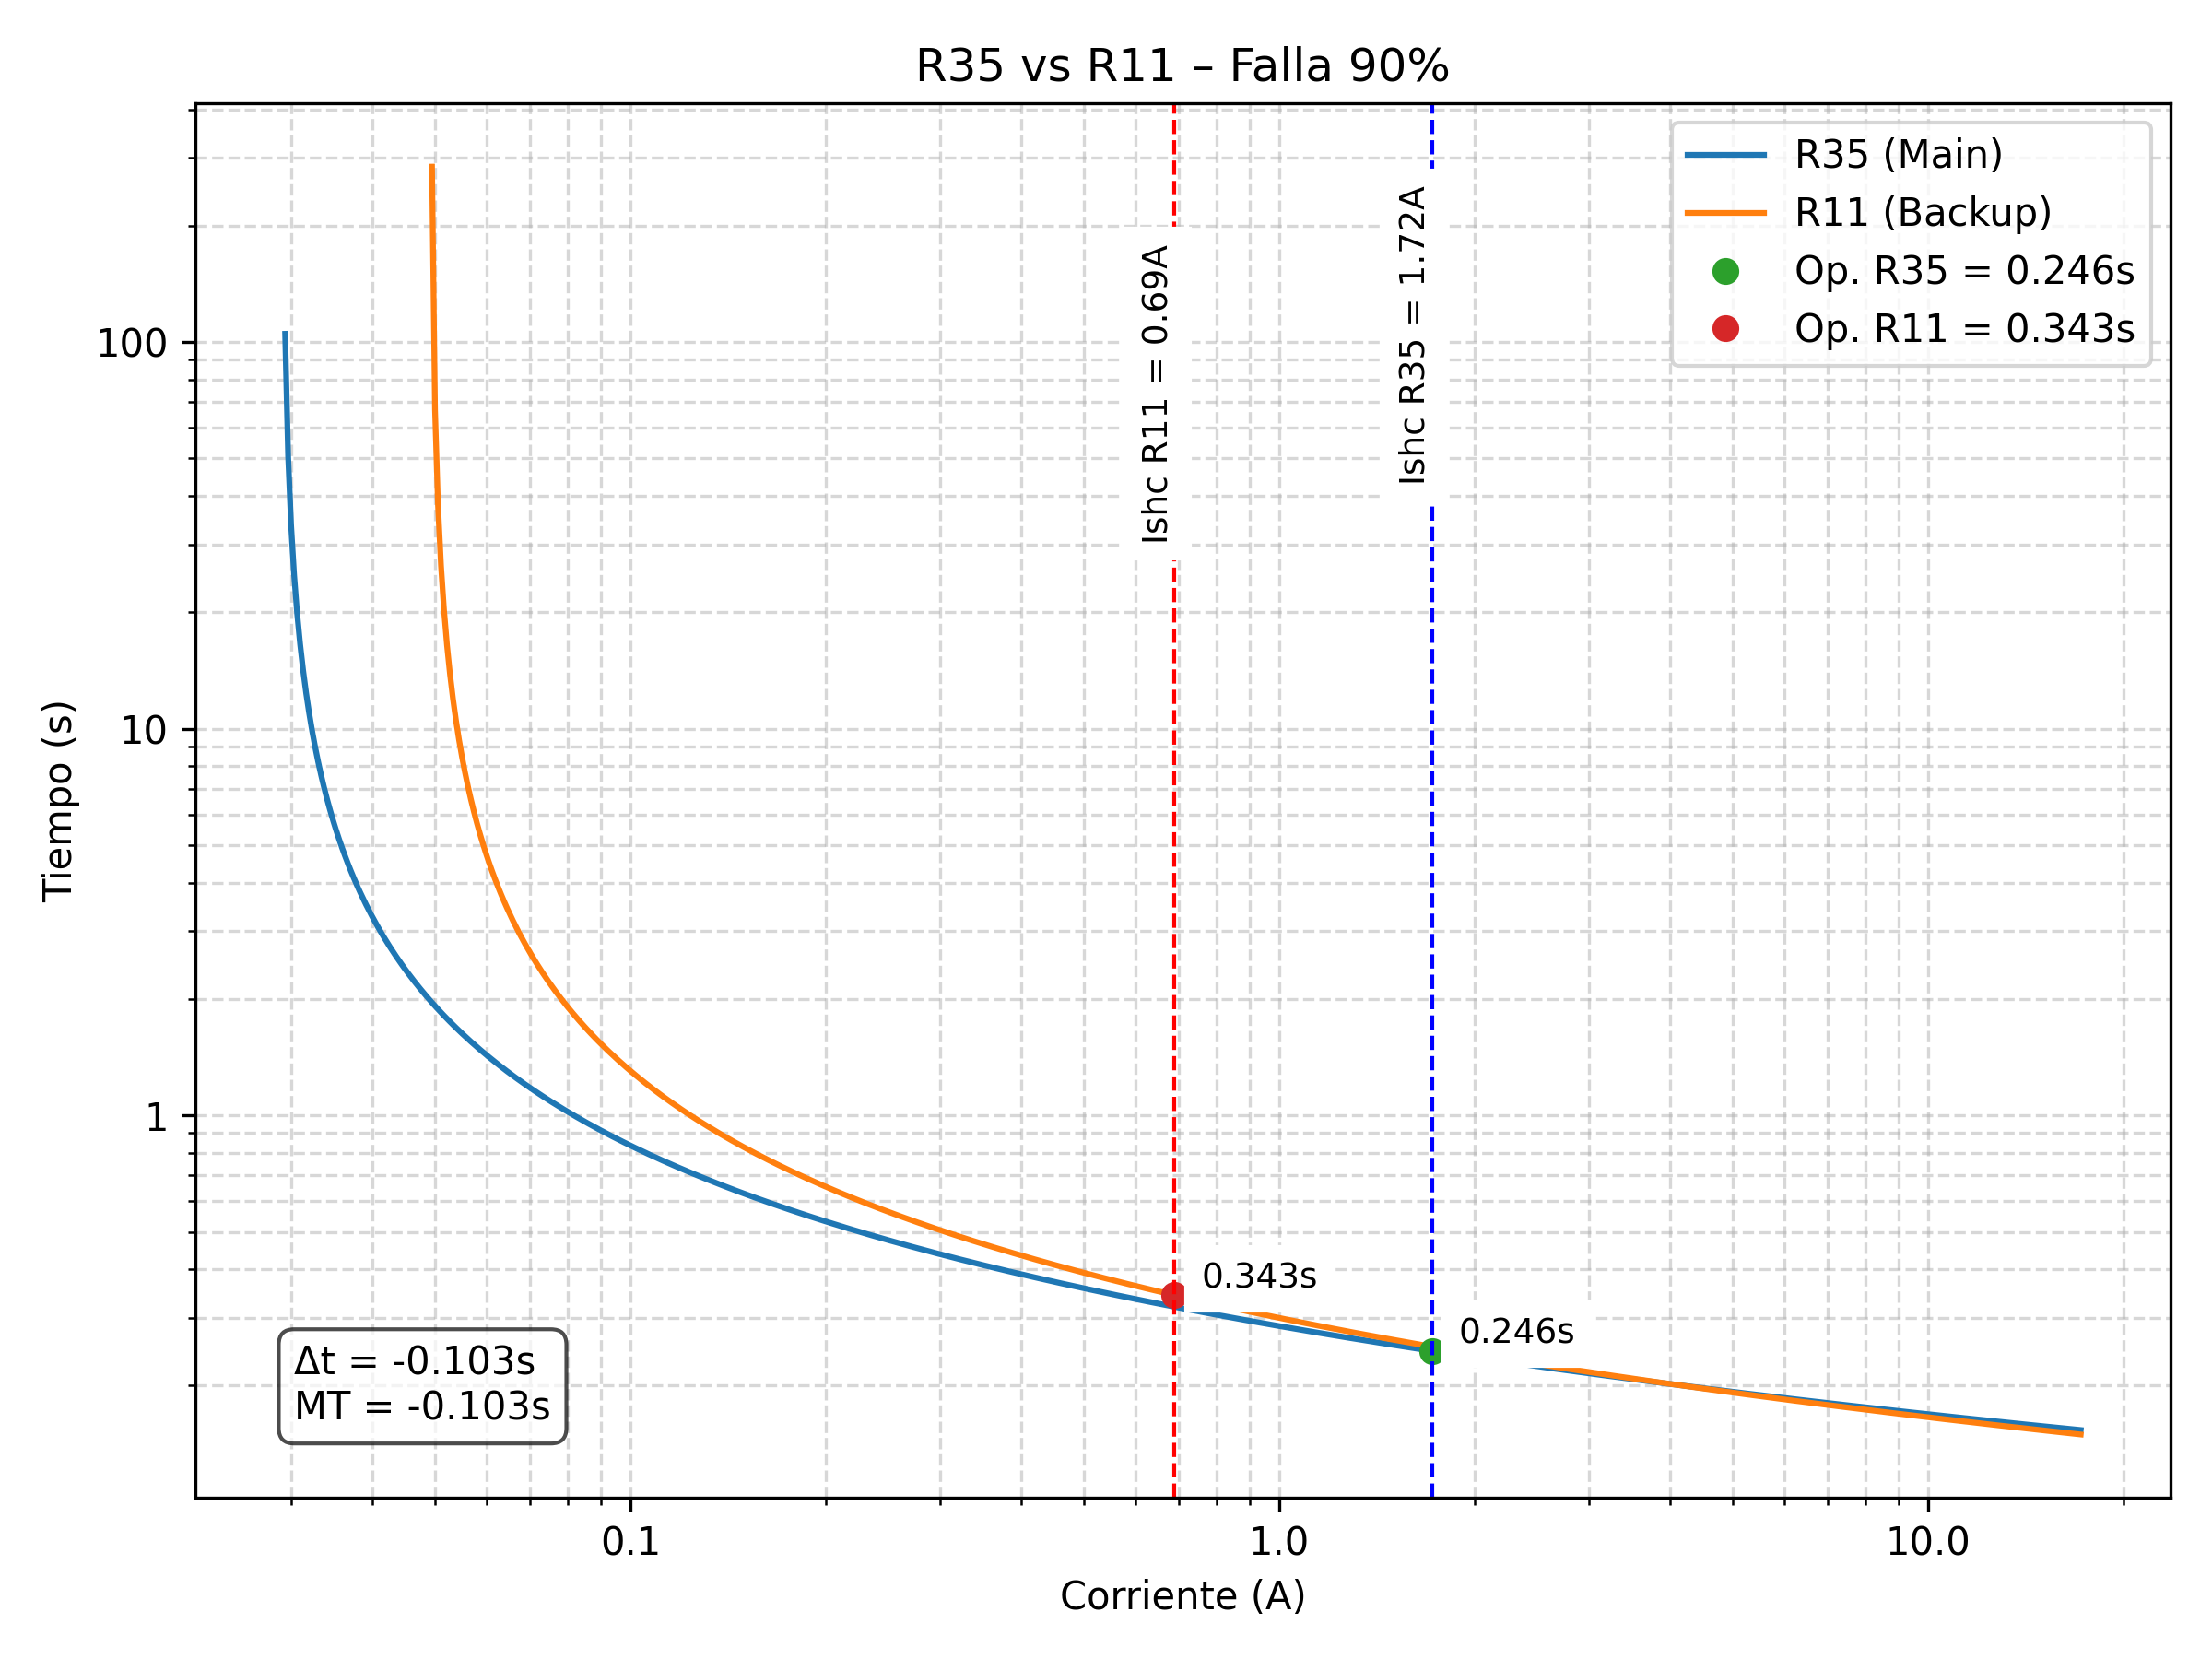 R35 vs R11 – Falla 90%
R35 (Main)
R11 (Backup)
Op. R35 = 0.246s
Op. R11 = 0.343s
Ishc R11 = 0.69A
Ishc R35 = 1.72A
100
10
1
Tiempo (s)
0.343s
0.246s
Δt = -0.103s
MT = -0.103s
0.1
1.0
10.0
Corriente (A)